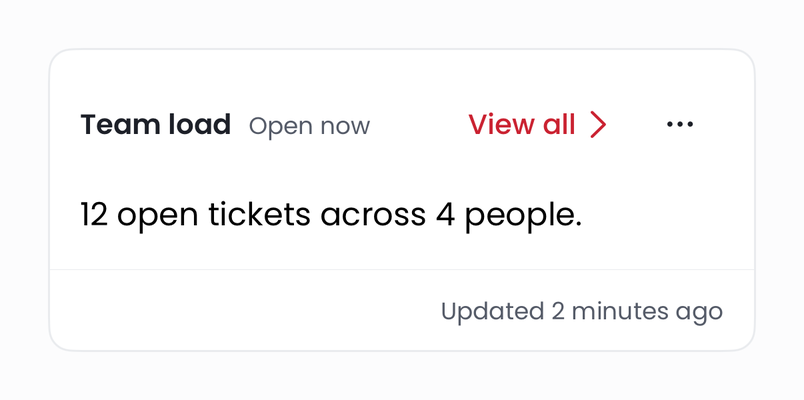 Team load Open now View all
12 open tickets across 4 people.
Updated 2 minutes ago